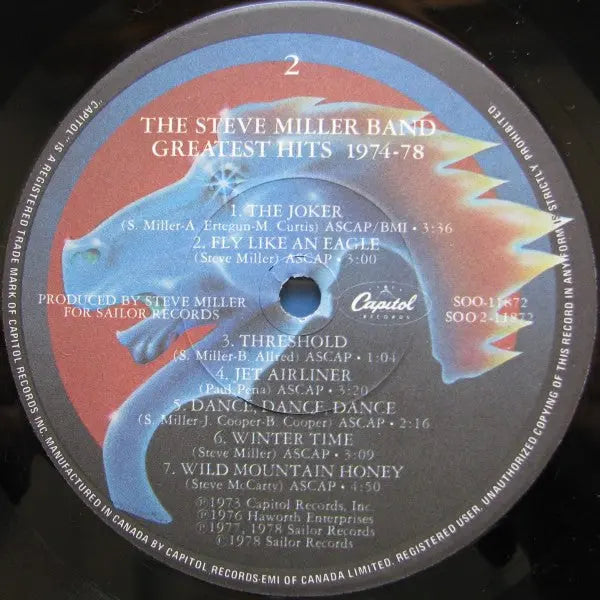 2
THE STEVE MILLER BAND
GREATEST HITS 1974-78
1. THE JOKER
(S. Miller-A. Ertegun-M. Curtis) ASCAP/BMI • 3:36
2. FLY LIKE AN EAGLE
(Steve Miller) ASCAP • 3:00
PRODUCED BY STEVE MILLER
FOR SAILOR RECORDS
Capitol
RECORDS
SOO-11872
SOO-2-11872
3. THRESHOLD
(S. Miller-B. Allred) ASCAP • 1:04
4. JET AIRLINER
(Paul Pena) ASCAP • 3:20
5. DANCE, DANCE, DANCE
(S. Miller-J. Cooper-B. Cooper) ASCAP • 2:16
6. WINTER TIME
(Steve Miller) ASCAP • 3:09
7. WILD MOUNTAIN HONEY
(Steve McCarty) ASCAP • 4:50
℗1973 Capitol Records, Inc.
℗1976 Haworth Enterprises
℗1977, 1978 Sailor Records
©1978 Sailor Records
"CAPITOL" IS A REGISTERED TRADE MARK OF CAPITOL RECORDS INC. MANUFACTURED IN CANADA BY CAPITOL RECORDS-EMI OF CANADA LIMITED. REGISTERED USER. UNAUTHORIZED COPYING OF THIS RECORD IN ANY FORM IS STRICTLY PROHIBITED.